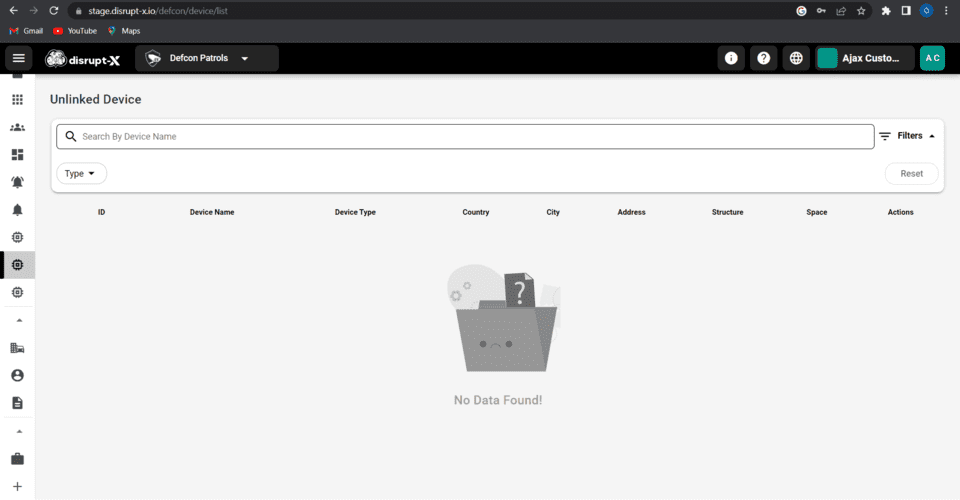 stage.disrupt-x.io/defcon/device/list
Gmail YouTube Maps
disrupt-X Defcon Patrols Ajax Custo... A C
Unlinked Device
Search By Device Name Filters
Type Reset
ID Device Name Device Type Country City Address Structure Space Actions
?
No Data Found!